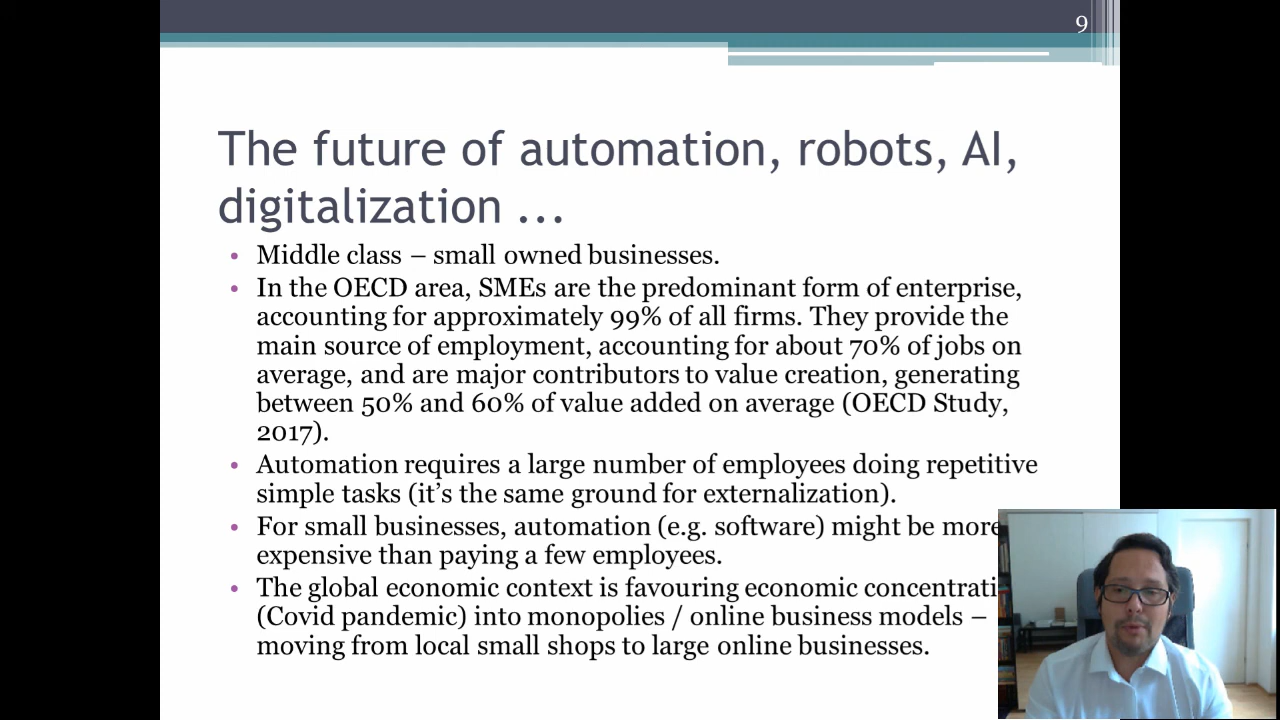 9
The future of automation, robots, AI,
digitalization ...
• Middle class – small owned businesses.
• In the OECD area, SMEs are the predominant form of enterprise,
accounting for approximately 99% of all firms. They provide the
main source of employment, accounting for about 70% of jobs on
average, and are major contributors to value creation, generating
between 50% and 60% of value added on average (OECD Study,
2017).
• Automation requires a large number of employees doing repetitive
simple tasks (it’s the same ground for externalization).
• For small businesses, automation (e.g. software) might be more
expensive than paying a few employees.
• The global economic context is favouring economic concentrati
(Covid pandemic) into monopolies / online business models –
moving from local small shops to large online businesses.